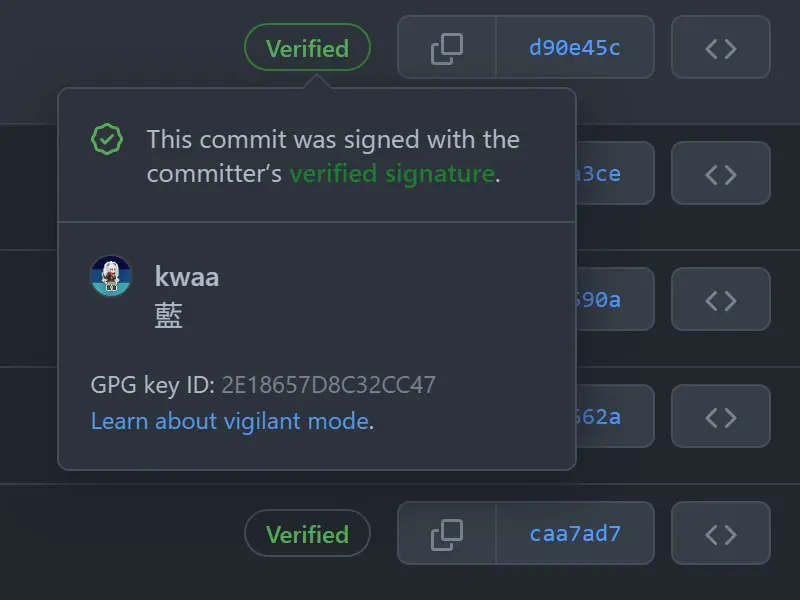 Verified
d90e45c
This commit was signed with the
committer’s verified signature.
a3ce
590a
kwaa
藍
GPG key ID: 2E18657D8C32CC47
Learn about vigilant mode.
562a
Verified
caa7ad7